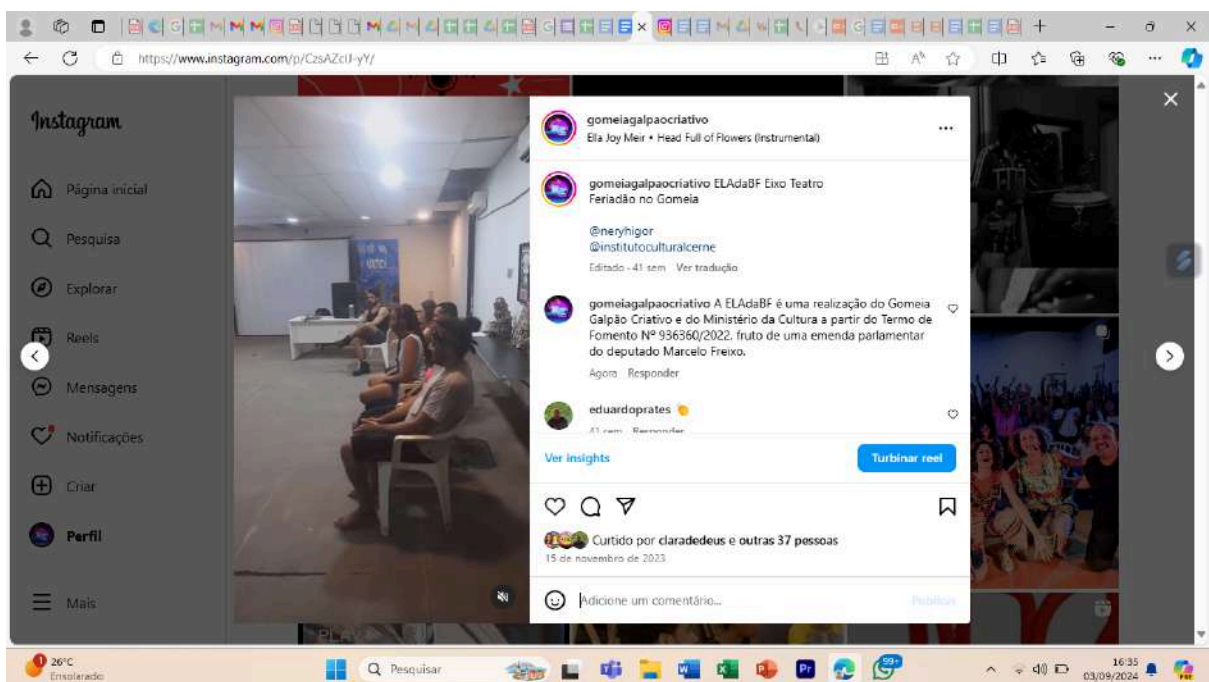 https://www.instagram.com/p/CzsAZciJ-yY/
Instagram
Página inicial
Pesquisa
Explorar
Reels
Mensagens
Notificações
Criar
Perfil
Mais
gomeiagalpaocriativo
Ella Joy Meir • Head Full of Flowers (Instrumental)
gomeiagalpaocriativo ELAdaBF Eixo Teatro
Feriadão no Gomeia
@neryhigor
@institutoculturalcerne
Editado · 41 sem Ver tradução
gomeiagalpaocriativo A ELAdaBF é uma realização do Gomeia
Galpão Criativo e do Ministério da Cultura a partir do Termo de
Fomento Nº 936360/2022, fruto de uma emenda parlamentar
do deputado Marcelo Freixo.
Agora Responder
eduardoprates
41 sem Responder
Ver insights
Turbinar reel
Curtido por claradedeus e outras 37 pessoas
15 de novembro de 2023
Adicione um comentário...
Publicar
26°C
Ensolarado
Pesquisar
99+
16:35
03/09/2024